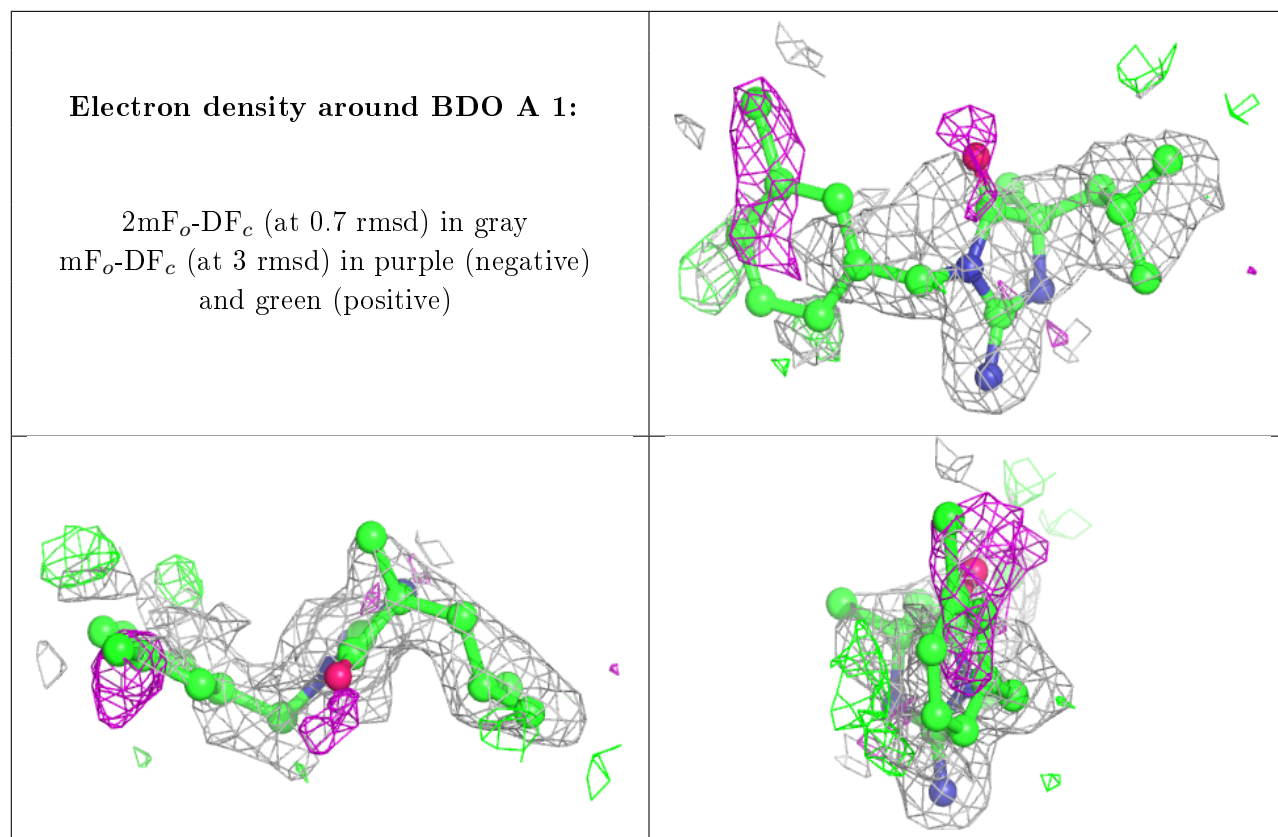 Electron density around BDO A 1:
2mFo-DFc (at 0.7 rmsd) in gray
mFo-DFc (at 3 rmsd) in purple (negative)
and green (positive)